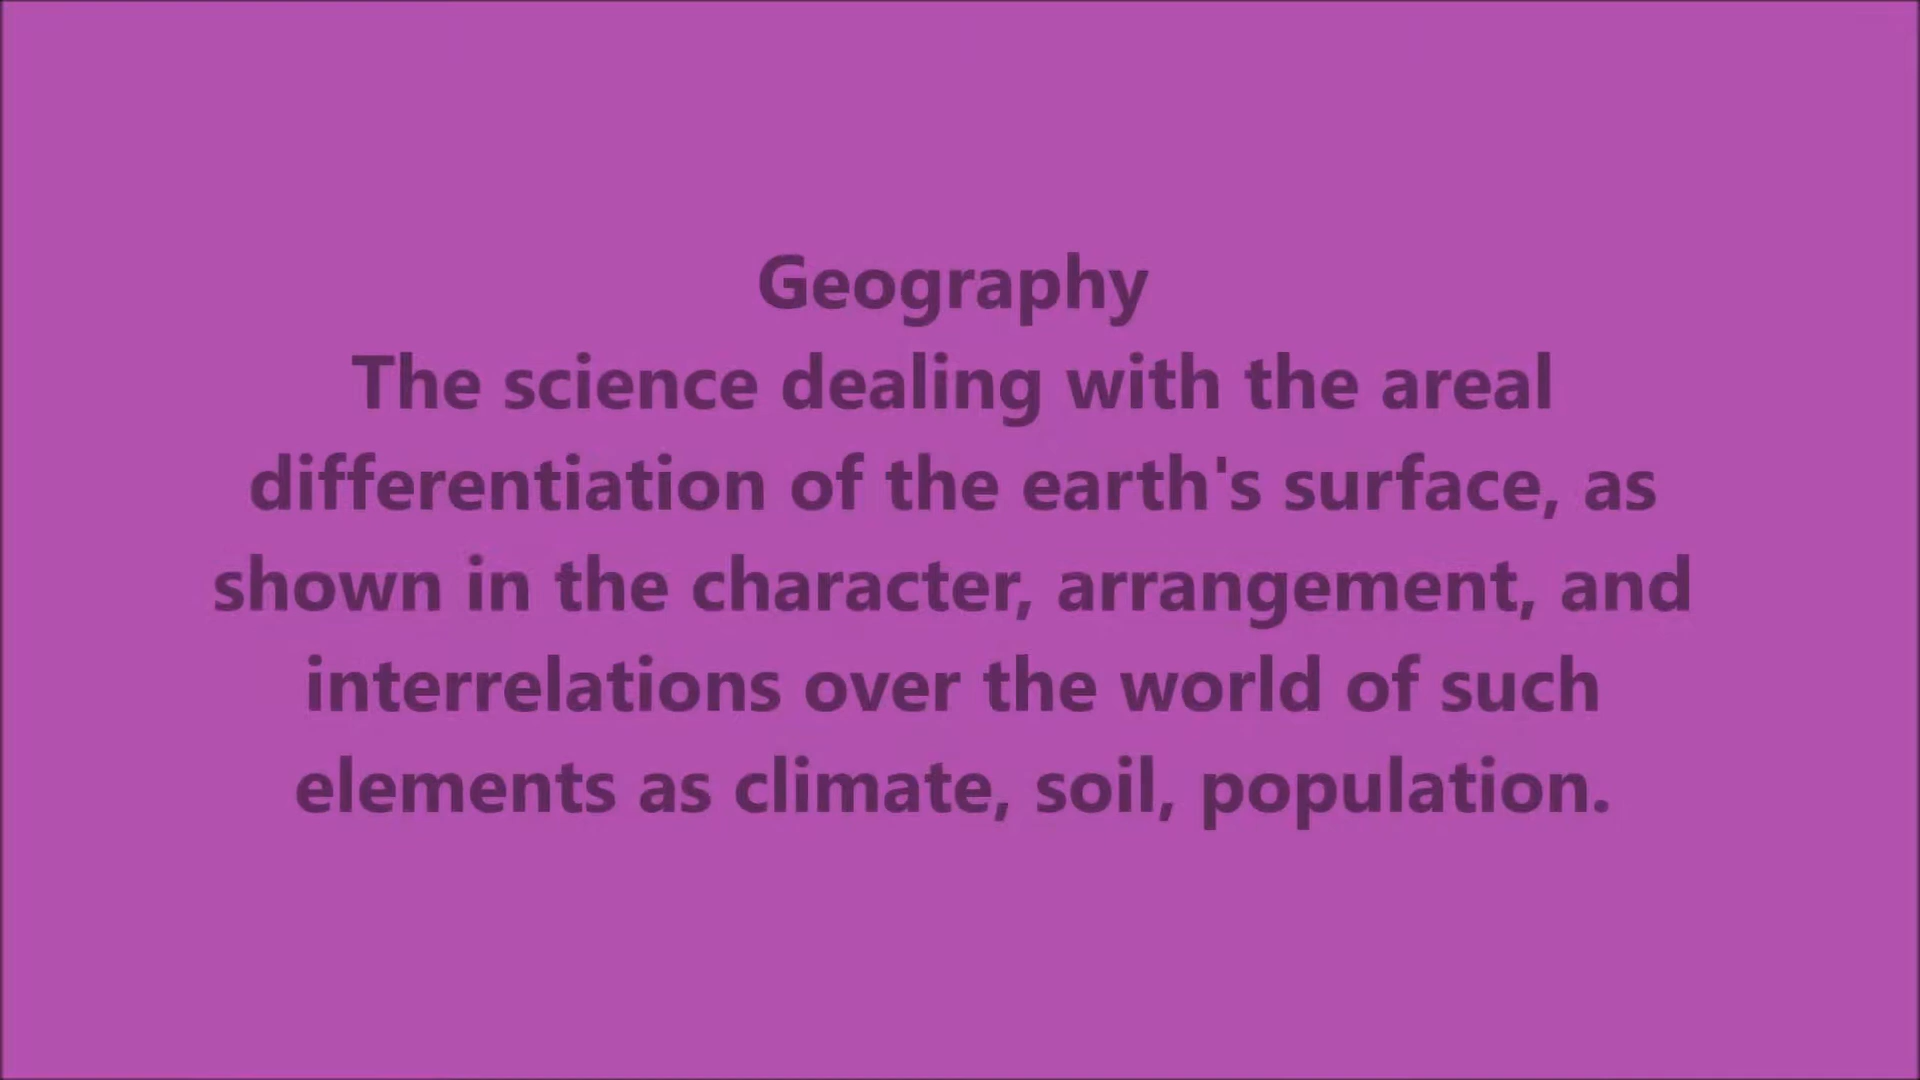 Geography
The science dealing with the areal
differentiation of the earth's surface, as
shown in the character, arrangement, and
interrelations over the world of such
elements as climate, soil, population.